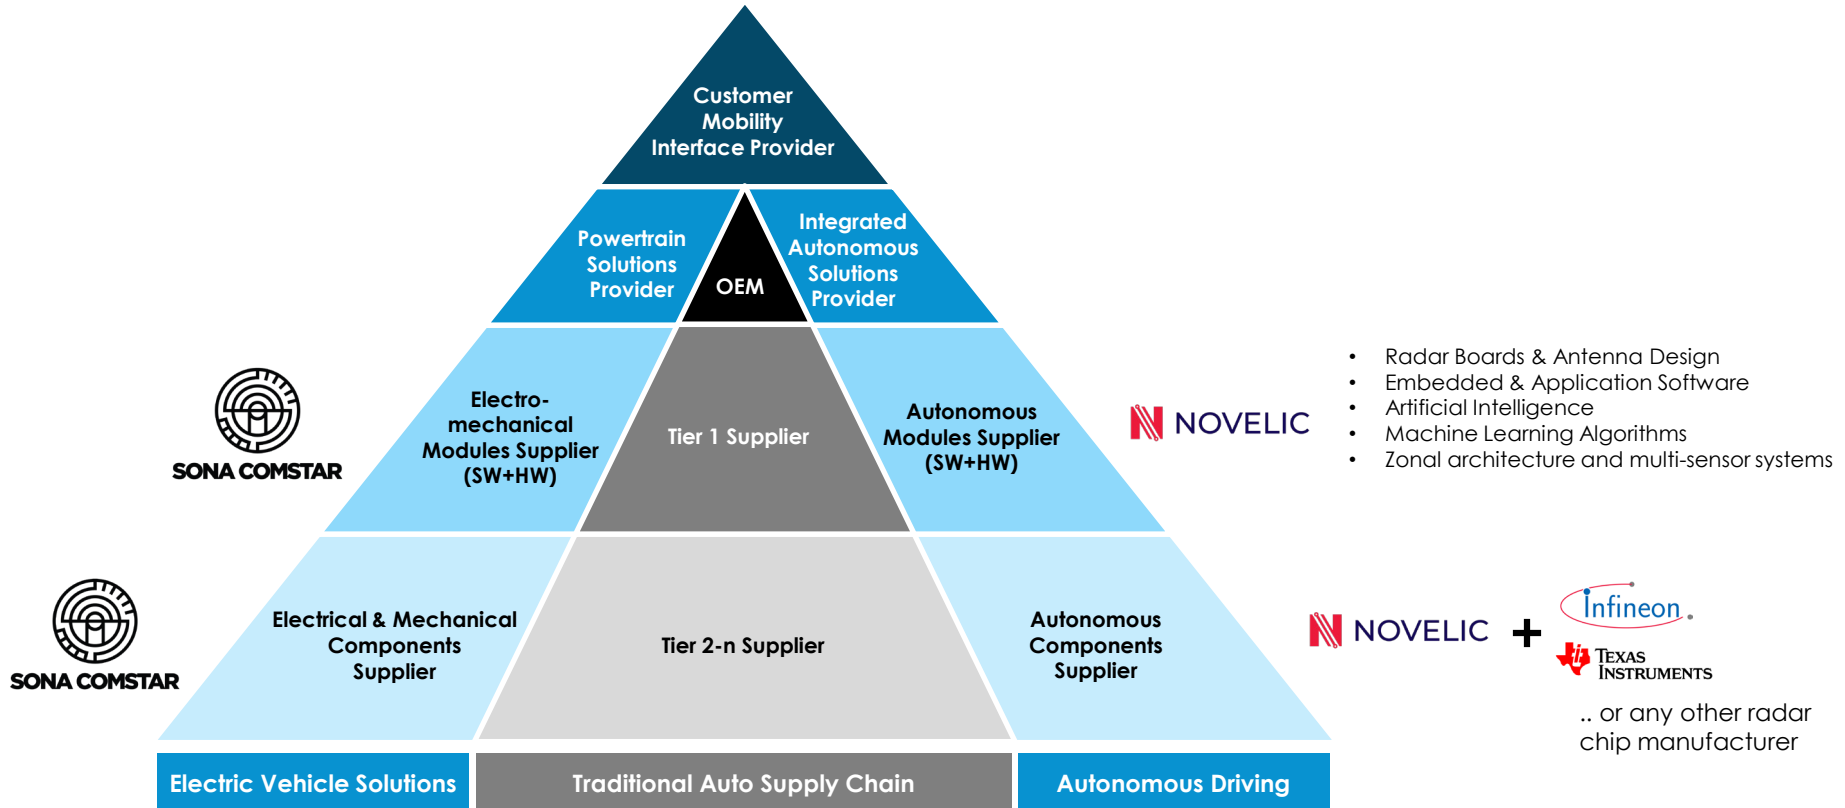 Customer
Mobility
Interface Provider
Powertrain
Solutions
Provider
OEM
Integrated
Autonomous
Solutions
Provider
SONA COMSTAR
Electro-
mechanical
Modules Supplier
(SW+HW)
Tier 1 Supplier
Autonomous
Modules Supplier
(SW+HW)
NOVELIC
• Radar Boards & Antenna Design
• Embedded & Application Software
• Artificial Intelligence
• Machine Learning Algorithms
• Zonal architecture and multi-sensor systems
SONA COMSTAR
Electrical & Mechanical
Components
Supplier
Tier 2-n Supplier
Autonomous
Components
Supplier
NOVELIC
+
Infineon
TEXAS
INSTRUMENTS
.. or any other radar
chip manufacturer
Electric Vehicle Solutions
Traditional Auto Supply Chain
Autonomous Driving